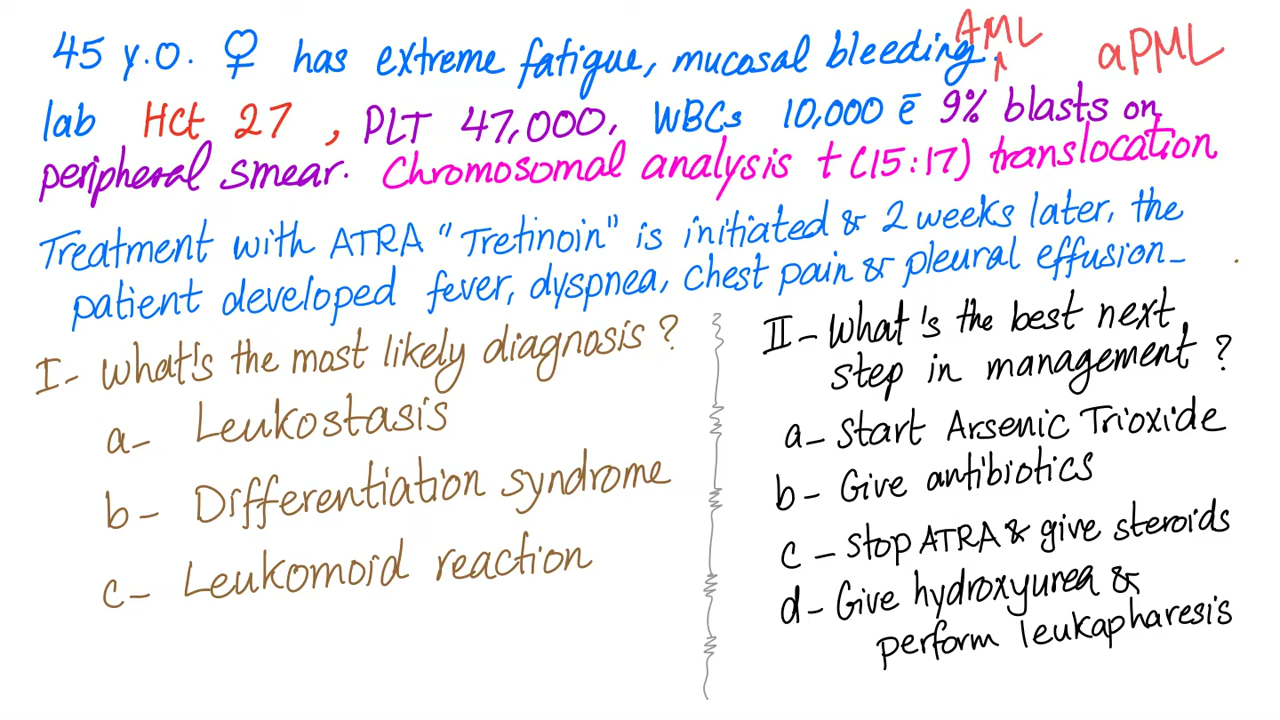 45 y.o. ♀ has extreme fatigue, mucosal bleeding. AML aPML
lab Hct 27 , PLT 47,000, WBCs 10,000 c̄ 9% blasts on
peripheral smear. Chromosomal analysis t(15:17) translocation
Treatment with ATRA "Tretinoin" is initiated & 2 weeks later, the
patient developed fever, dyspnea, chest pain & pleural effusion_
I- What's the most likely diagnosis?
a- Leukostasis
b- Differentiation syndrome
c- Leukomoid reaction
II- What's the best next
step in management?
a- Start Arsenic Trioxide
b- Give antibiotics
c- Stop ATRA & give steroids
d- Give hydroxyurea &
perform leukapharesis